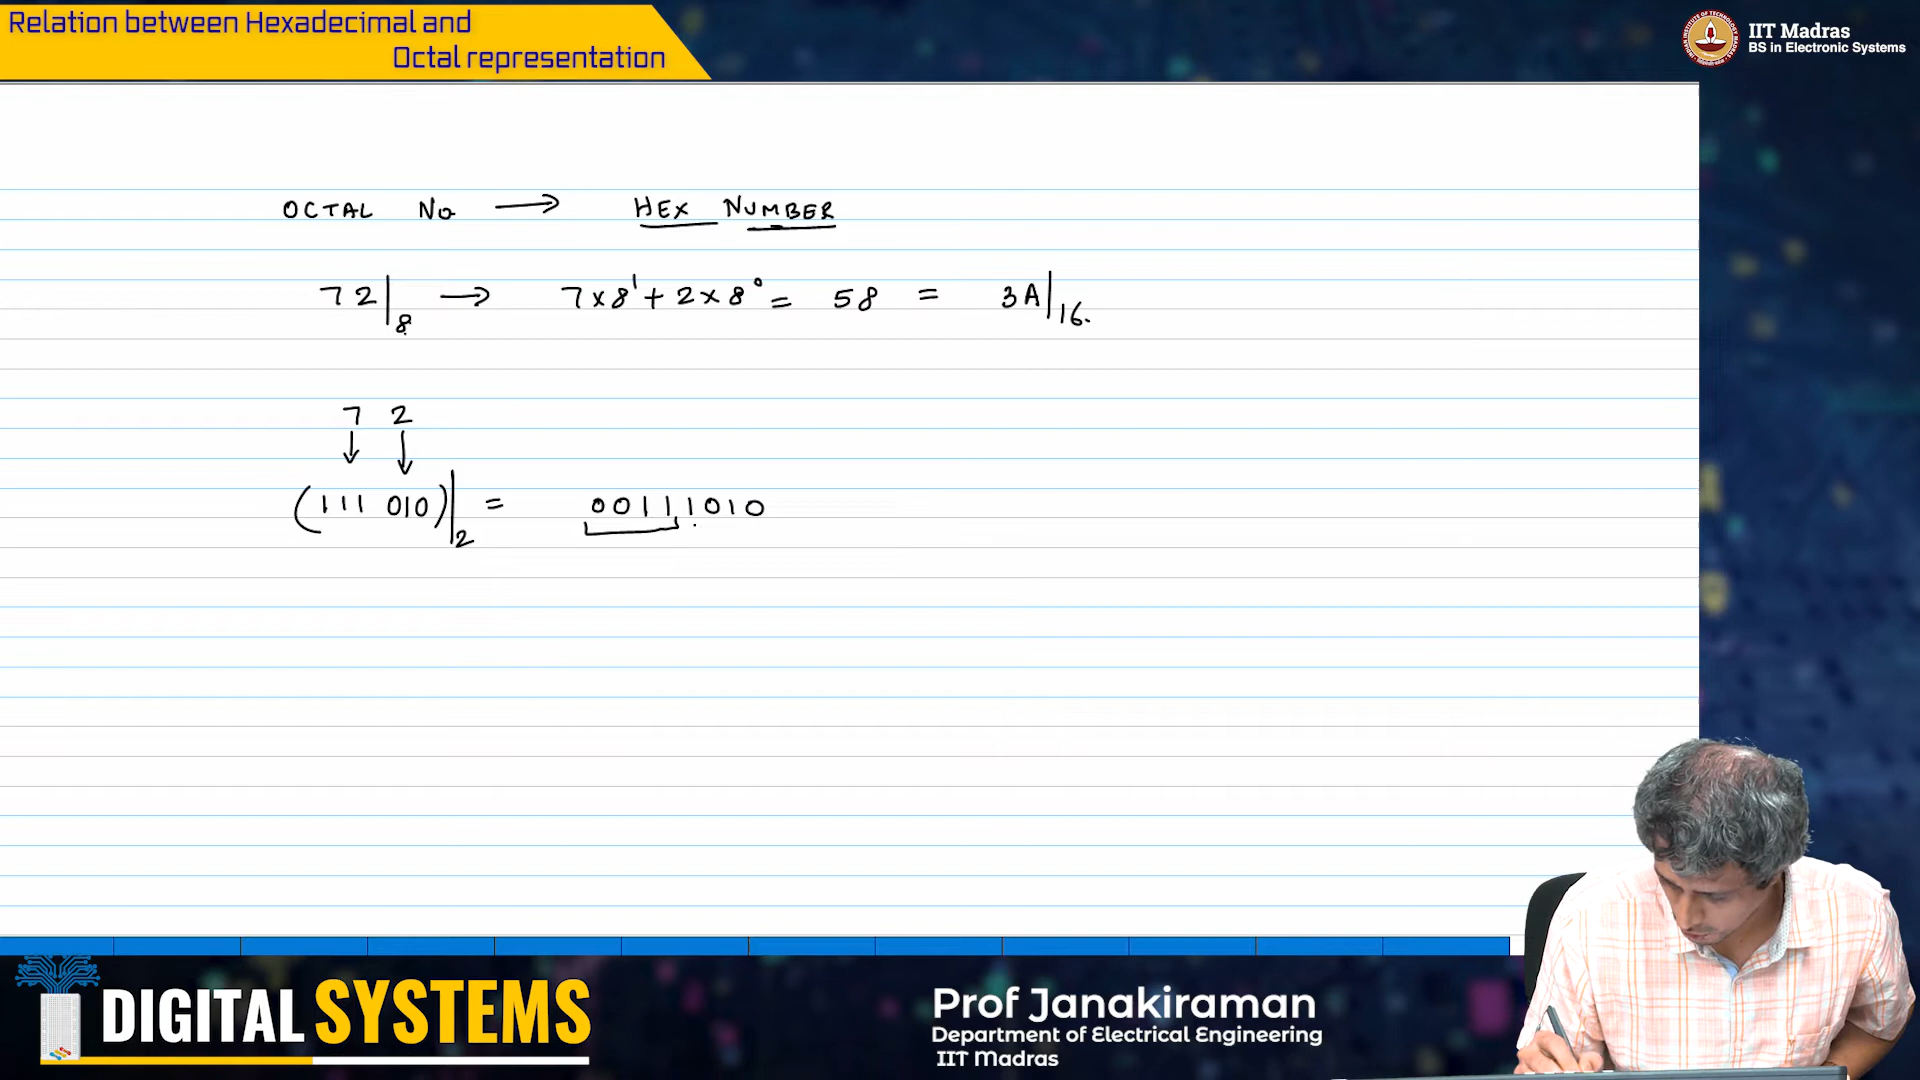 Relation between Hexadecimal and
Octal representation
IIT Madras
BS in Electronic Systems
OCTAL No → HEX NUMBER
72|₈ → 7×8¹ + 2×8⁰ = 58 = 3A|₁₆.
7 2
↓ ↓
(111 010)|₂ = 00111010
DIGITAL SYSTEMS
Prof Janakiraman
Department of Electrical Engineering
IIT Madras